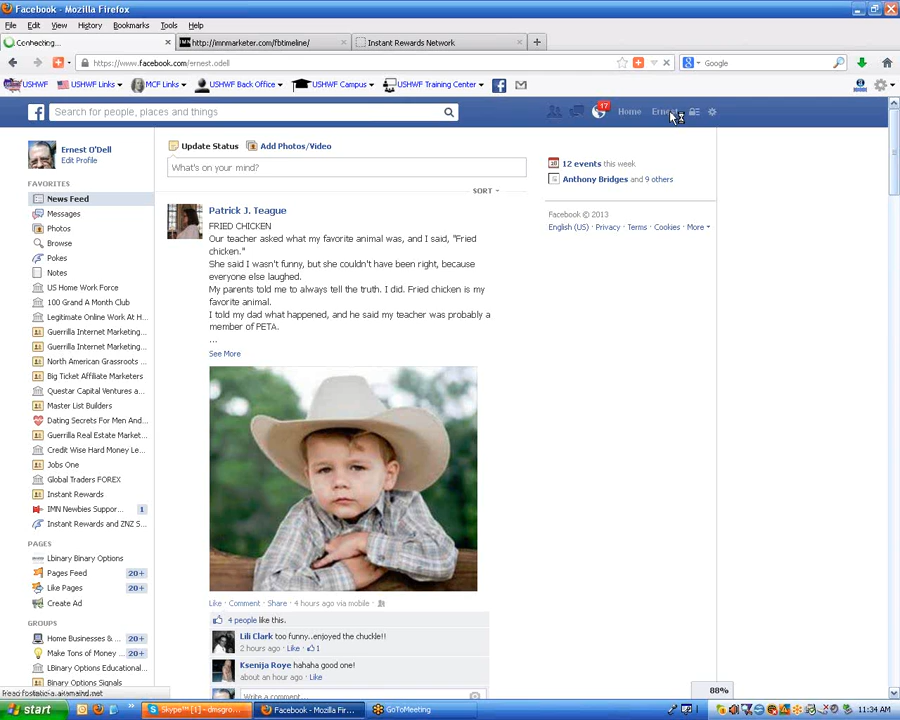 Facebook - Mozilla Firefox
File Edit View History Bookmarks Tools Help
Connecting... http://imnmarketer.com/fbtimeline/ Instant Rewards Network
https://www.facebook.com/ernest.odell Google
USHWF USHWF Links MCF Links USHWF Back Office USHWF Campus USHWF Training Center
Search for people, places and things 17 Home Ernest
Ernest O'Dell
Edit Profile
FAVORITES
News Feed
Messages
Photos
Browse
Pokes
Notes
US Home Work Force
100 Grand A Month Club
Legitimate Online Work At H...
Guerrilla Internet Marketing...
Guerrilla Internet Marketing...
North American Grassroots ...
Big Ticket Affiliate Marketers
Questar Capital Ventures a...
Master List Builders
Dating Secrets For Men And...
Guerrilla Real Estate Market...
Credit Wise Hard Money Le...
Jobs One
Global Traders FOREX
Instant Rewards
IMN Newbies Suppor... 1
Instant Rewards and ZNZ S...
PAGES
Lbinary Binary Options
Pages Feed 20+
Like Pages 20+
Create Ad
GROUPS
Home Businesses & ... 20+
Make Tons of Money ... 20+
LBinary Options Educational...
Binary Options Signals
Update Status Add Photos/Video
What's on your mind?
SORT
Patrick J. Teague
FRIED CHICKEN
Our teacher asked what my favorite animal was, and I said, "Fried
chicken."
She said I wasn't funny, but she couldn't have been right, because
everyone else laughed.
My parents told me to always tell the truth. I did. Fried chicken is my
favorite animal.
I told my dad what happened, and he said my teacher was probably a
member of PETA.
...
See More
Like · Comment · Share · 4 hours ago via mobile ·
4 people like this.
Lili Clark too funny..enjoyed the chuckle!!
2 hours ago · Like · 1
Ksenija Roye hahaha good one!
about an hour ago · Like
Write a comment...
12 events this week
Anthony Bridges and 9 others
Facebook © 2013
English (US) · Privacy · Terms · Cookies · More
88%
start Skype™ [1] - dmsgro... Facebook - Mozilla Fir... GoToMeeting 11:34 AM